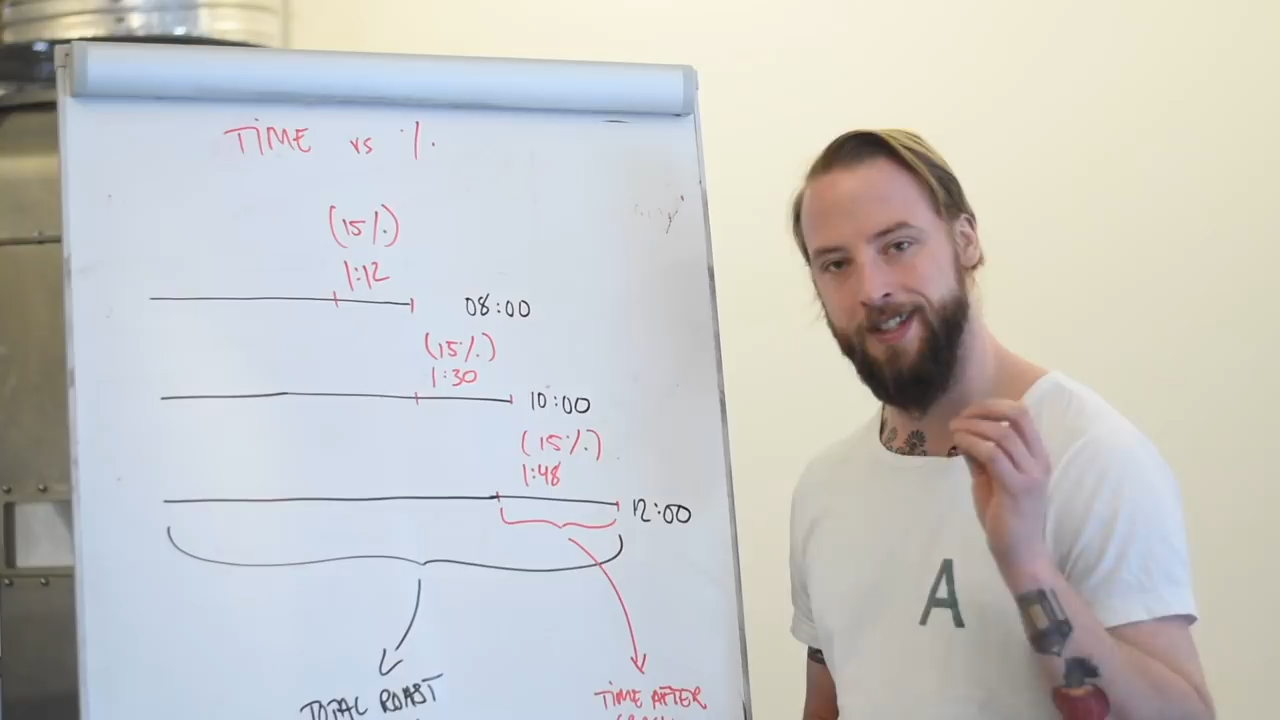 TiME vs %.
(15%)
1:12
08:00
(15%)
1:30
10:00
(15%)
1:48
12:00
TOTAL ROAST
TiME AFTER
A